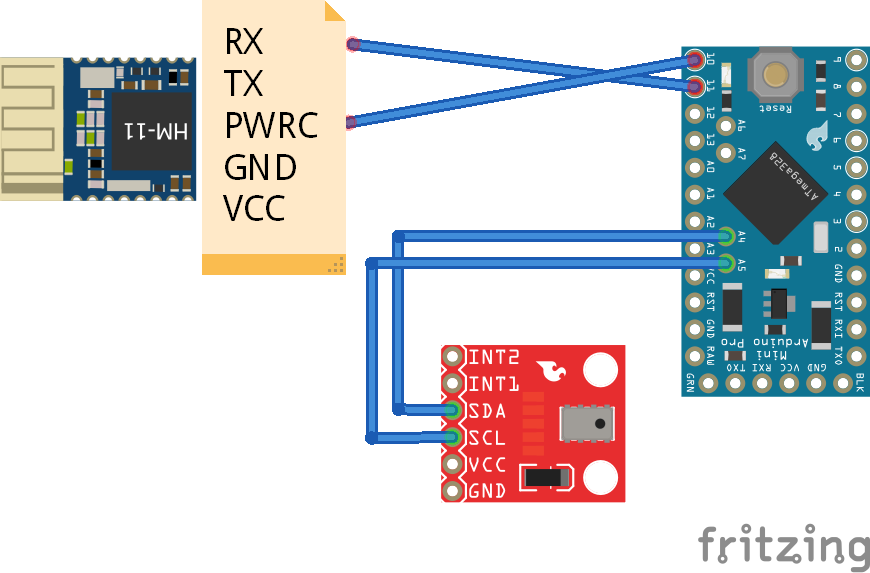 RX
TX
PWRC
GND
VCC
HM-11
10
11
12
13
A0
A1
A2
A3
VCC
RST
GND
RAW
A6
A7
A4
A5
Reset
ATmega328
9
8
7
6
5
4
3
2
GND
RST
RXI
TXO
Arduino
Pro
Mini
GRN
TXO
RXI
VCC
VCC
GND
BLK
INT2
INT1
SDA
SCL
VCC
GND
fritzing